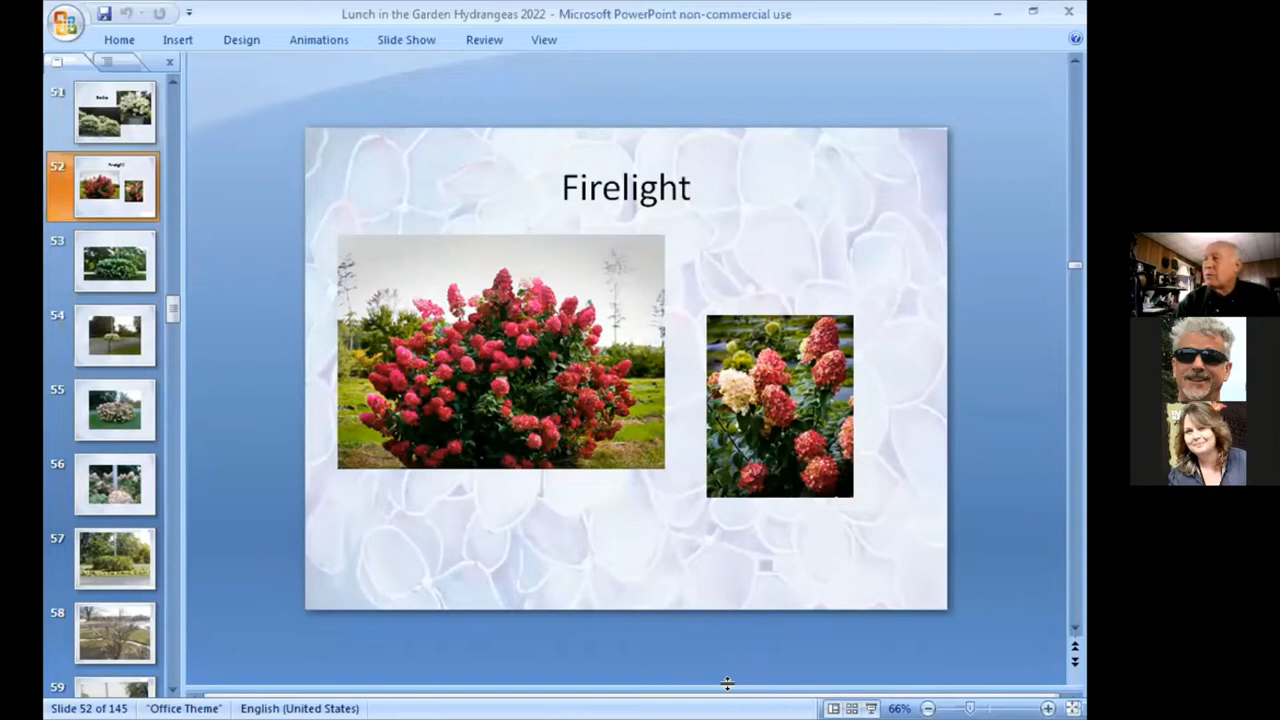 Lunch in the Garden Hydrangeas 2022 - Microsoft PowerPoint non-commercial use
Home Insert Design Animations Slide Show Review View
51
52
53
54
55
56
57
58
59
Firelight
Slide 52 of 145 "Office Theme" English (United States) 66%